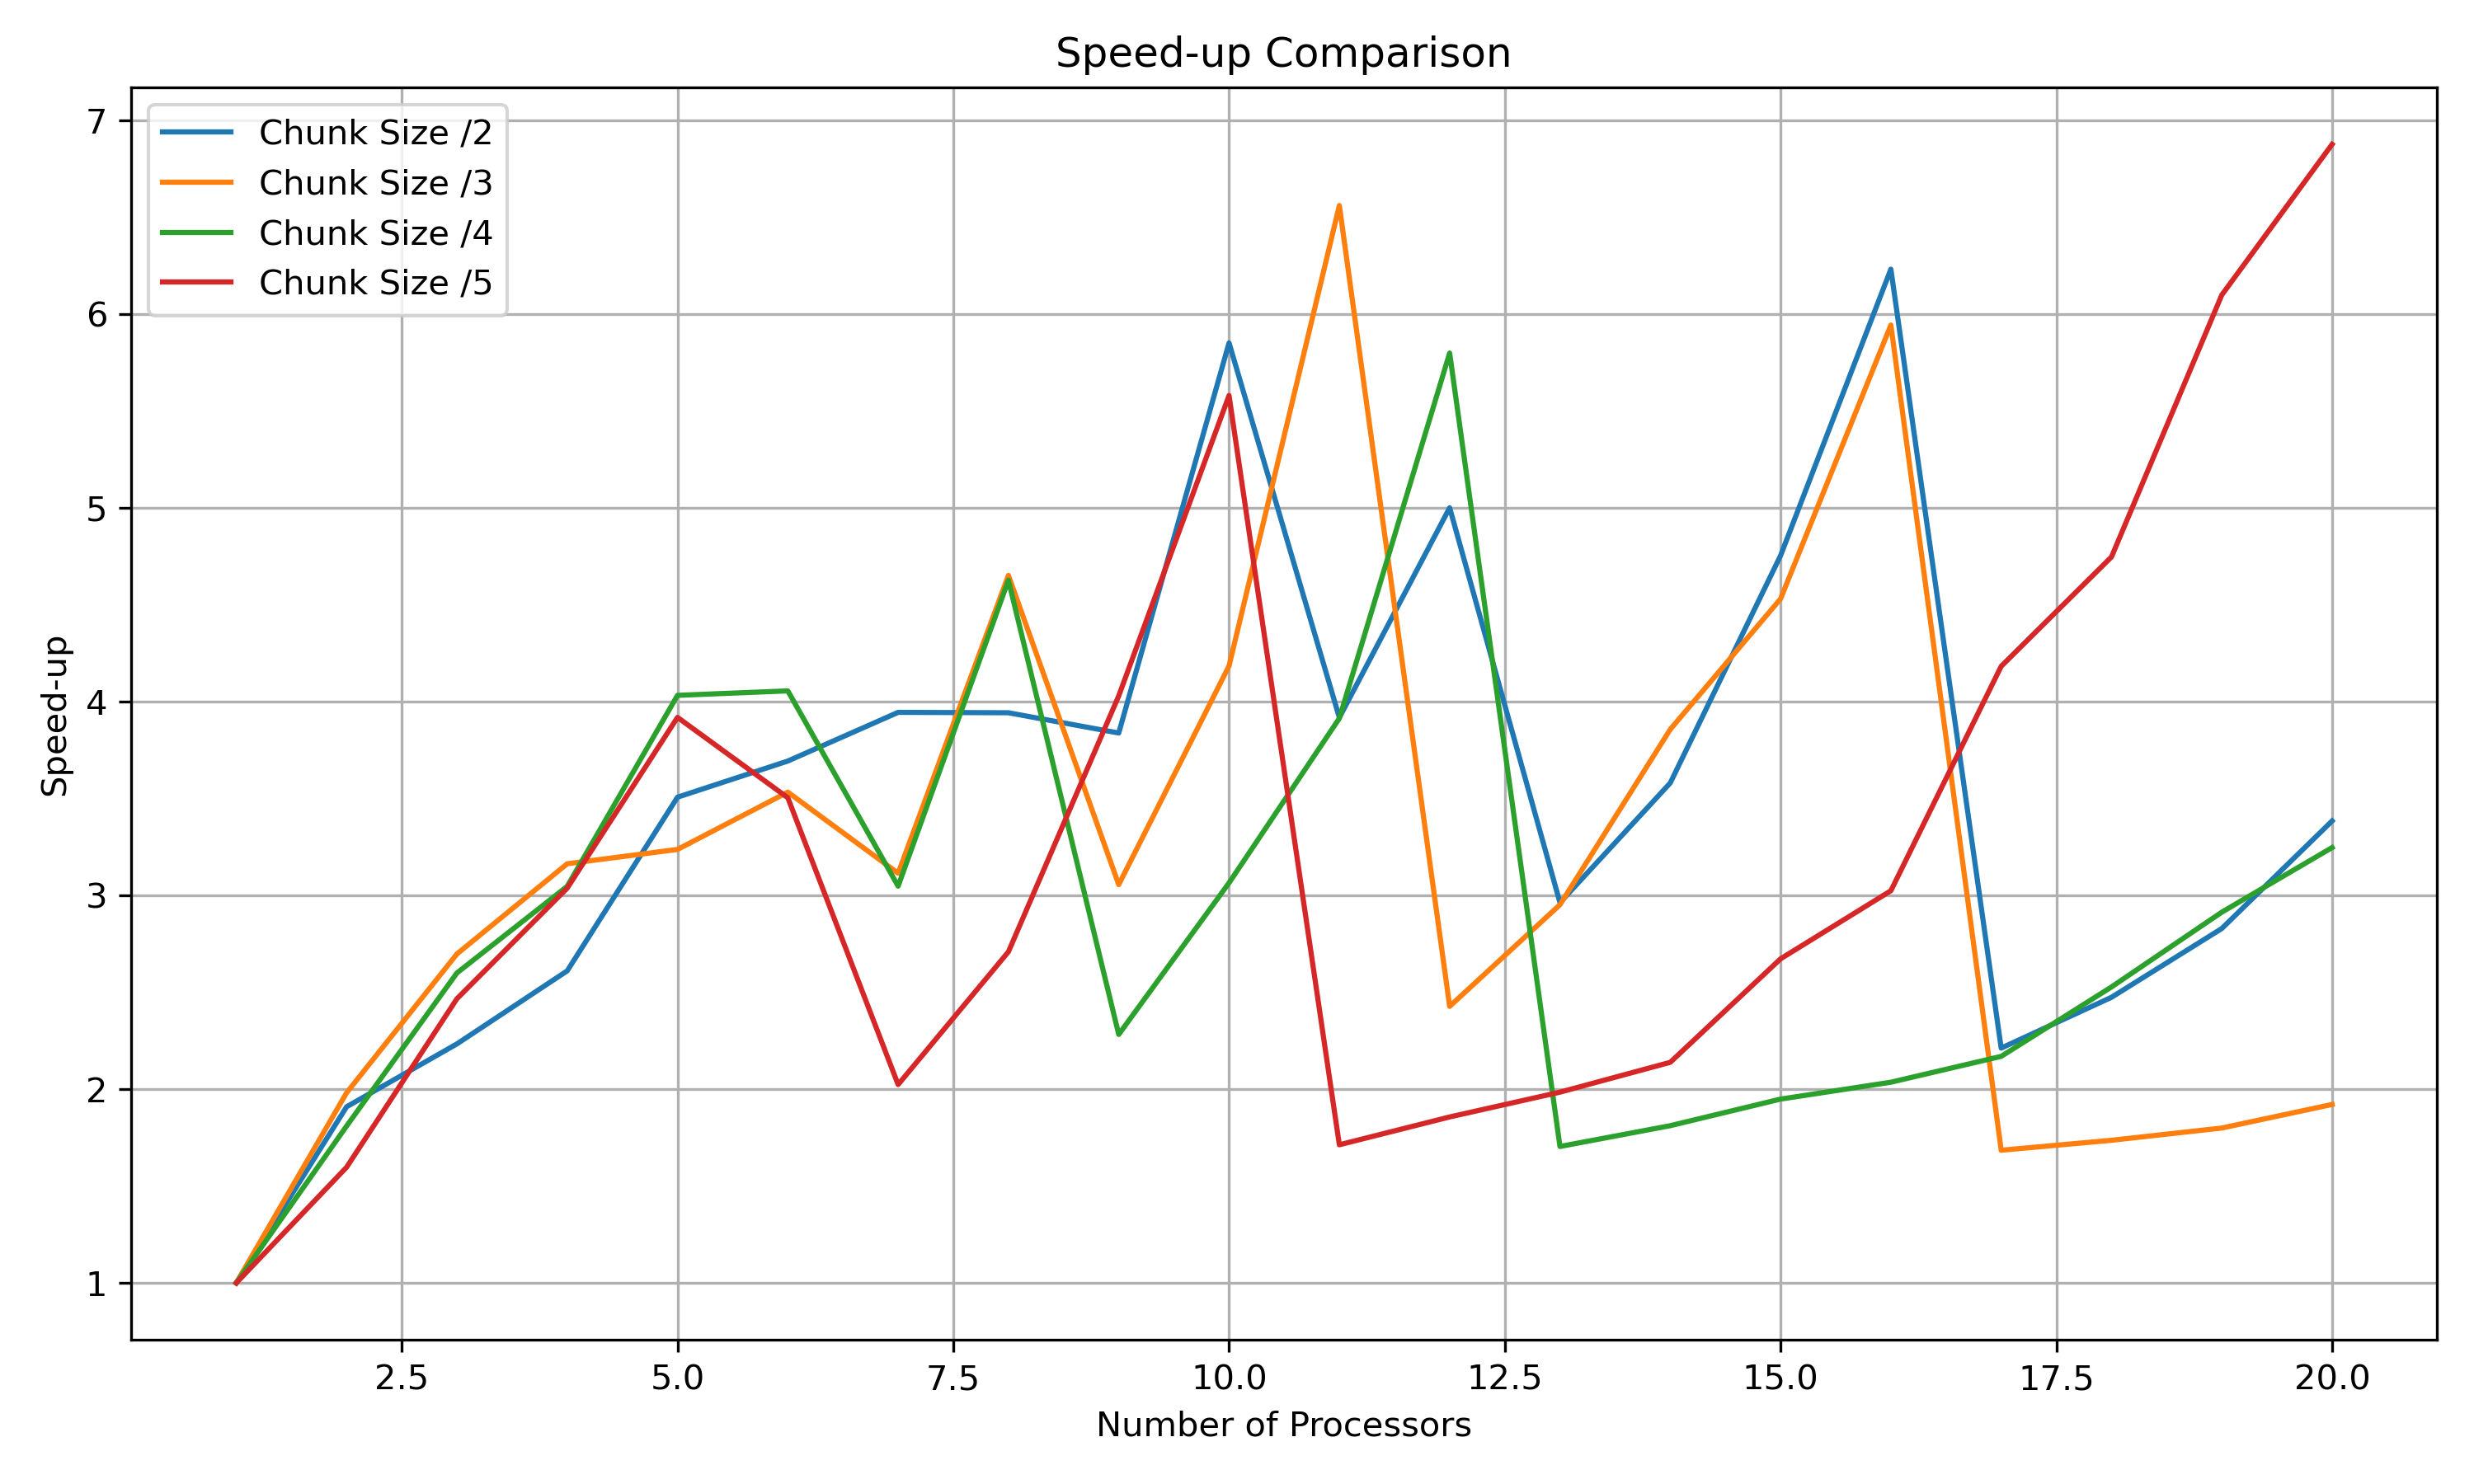 Speed-up Comparison
Chunk Size /2
Chunk Size /3
Chunk Size /4
Chunk Size /5
Speed-up
7
6
5
4
3
2
1
2.5 5.0 7.5 10.0 12.5 15.0 17.5 20.0
Number of Processors